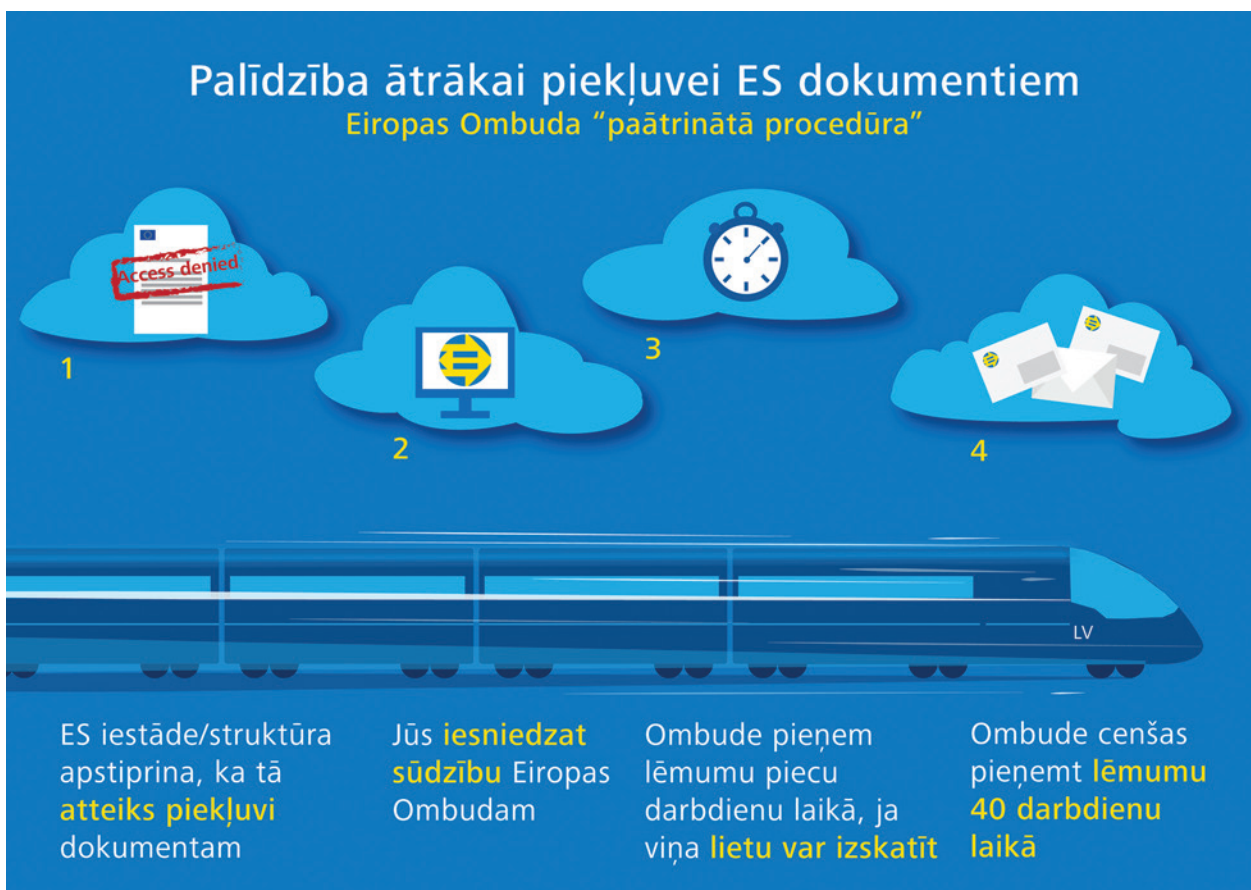 Palīdzība ātrākai piekļuvei ES dokumentiem
Eiropas Ombuda “paātrinātā procedūra”
Access denied
1
2
3
4
LV
ES iestāde/struktūra
apstiprina, ka tā
atteiks piekļuvi
dokumentam
Jūs iesniedzat
sūdzību Eiropas
Ombudam
Ombude pieņem
lēmumu piecu
darbdienu laikā, ja
viņa lietu var izskatīt
Ombude cenšas
pieņemt lēmumu
40 darbdienu
laikā